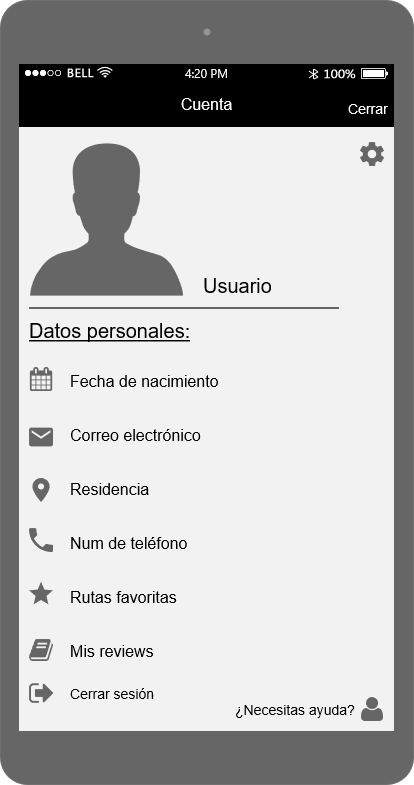 BELL 4:20 PM 100%
Cuenta
Cerrar
Usuario
Datos personales:
Fecha de nacimiento
Correo electrónico
Residencia
Num de teléfono
Rutas favoritas
Mis reviews
Cerrar sesión
¿Necesitas ayuda?